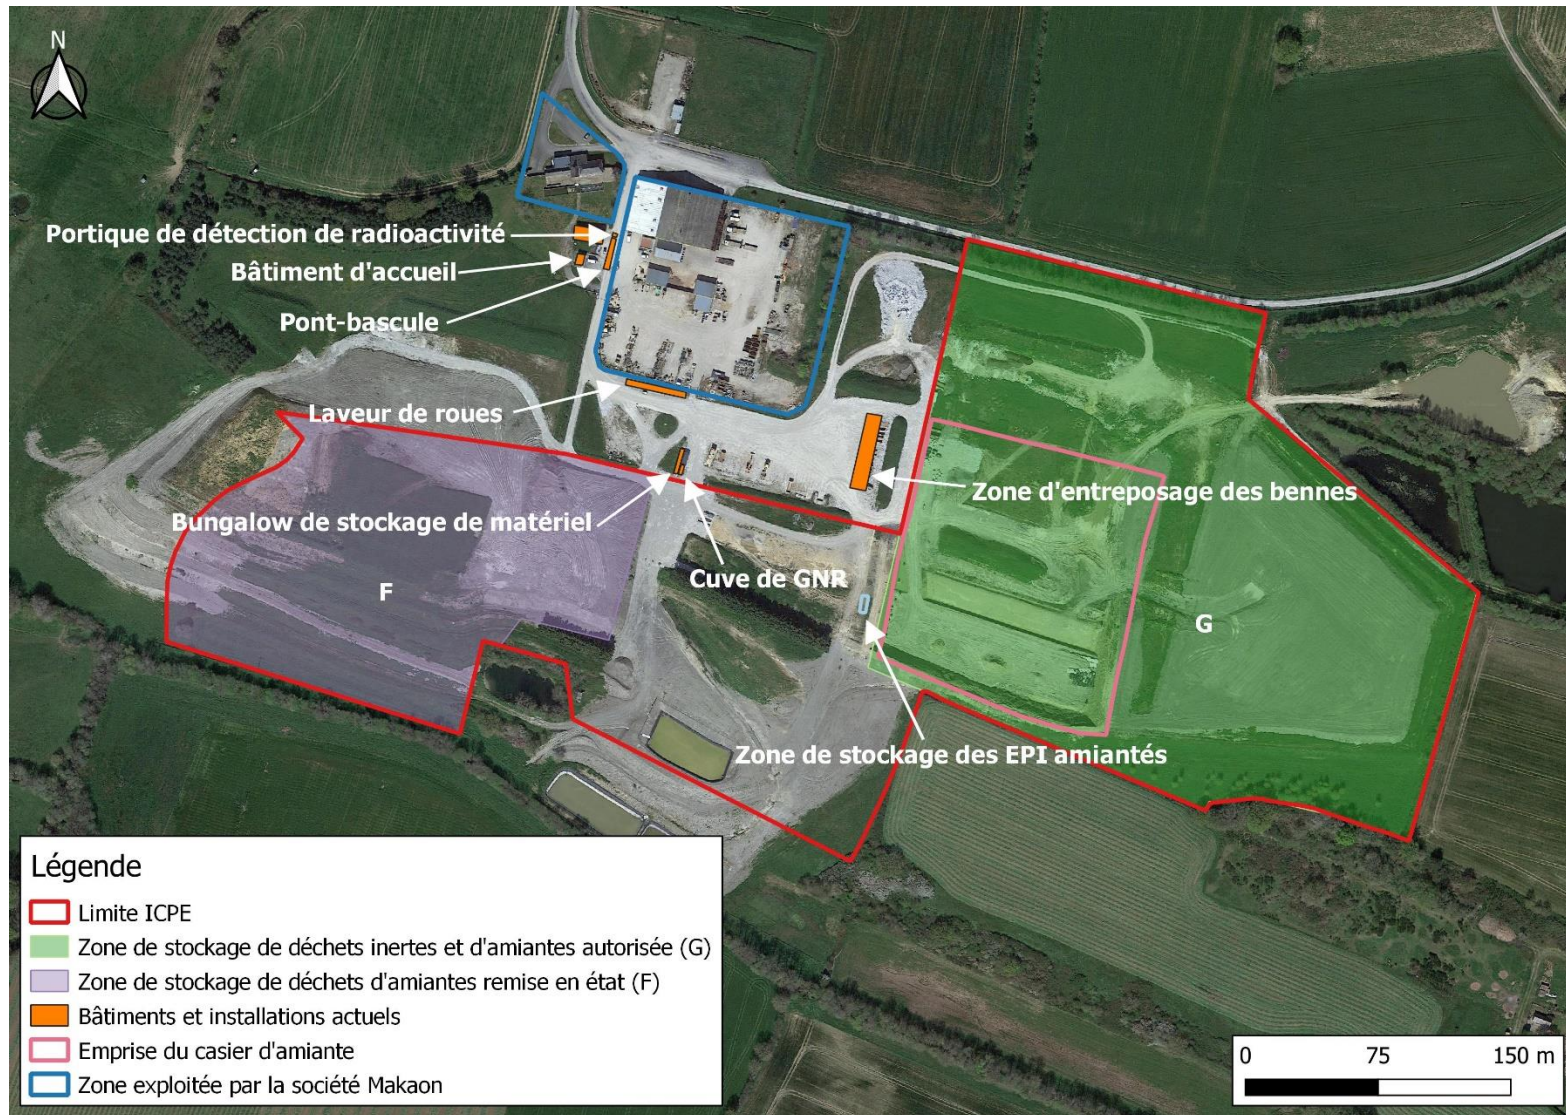 N
Portique de détection de radioactivité
Bâtiment d'accueil
Pont-bascule
Laveur de roues
Zone d'entreposage des bennes
Bungalow de stockage de matériel
Cuve de GNR
F
G
Zone de stockage des EPI amiantés
Légende
Limite ICPE
Zone de stockage de déchets inertes et d'amiantes autorisée (G)
Zone de stockage de déchets d'amiantes remise en état (F)
Bâtiments et installations actuels
Emprise du casier d'amiante
Zone exploitée par la société Makaon
0 75 150 m